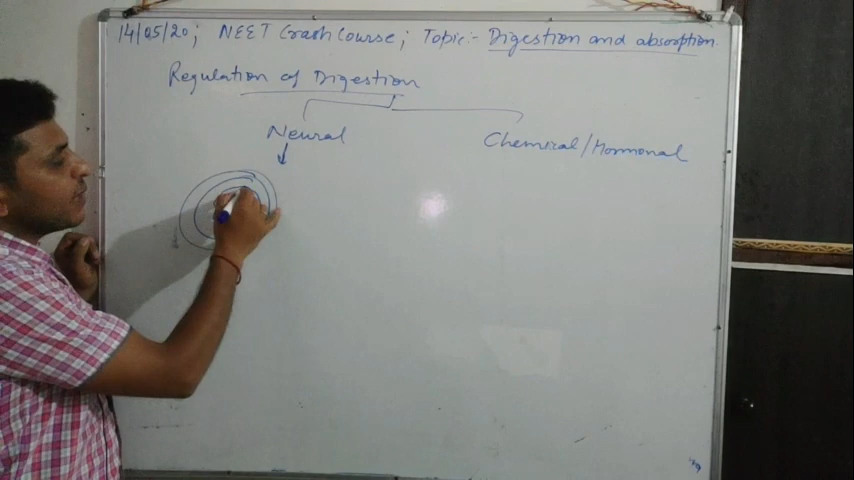 14/05/20; NEET Crash Course; Topic:- Digestion and absorption
Regulation of Digestion
Neural
Chemical/Hormonal